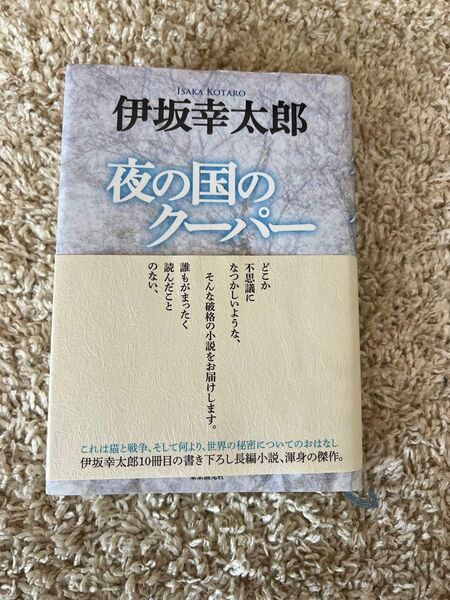 ISAKA KOTARO
伊坂幸太郎
夜の国の
クーパー
どこか
不思議に
なつかしいような、
そんな破格の小説をお届けします。
誰もがまったく
読んだこと
のない、
これは猫と戦争、そして何より、世界の秘密についてのおはなし
伊坂幸太郎10冊目の書き下ろし長編小説、渾身の傑作。
東京創元社